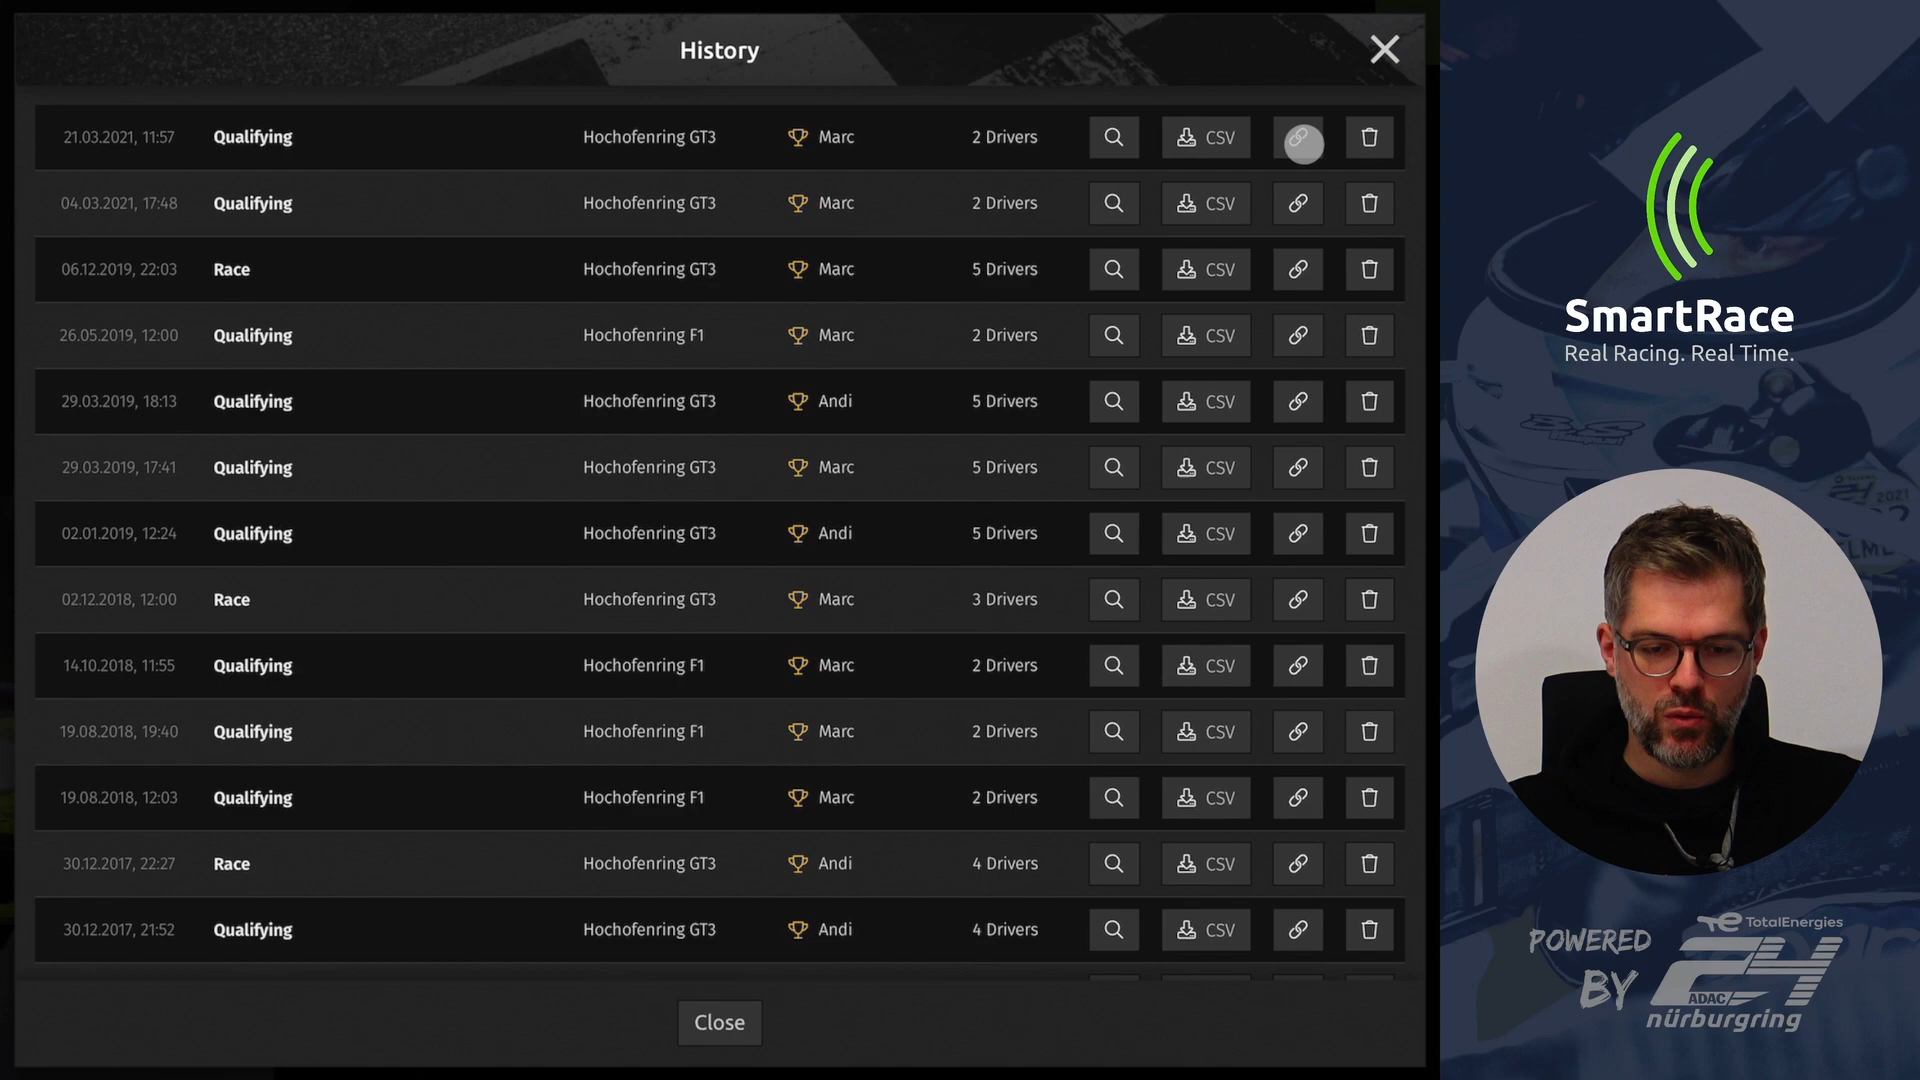 History
21.03.2021, 11:57 Qualifying Hochofenring GT3 Marc 2 Drivers CSV
04.03.2021, 17:48 Qualifying Hochofenring GT3 Marc 2 Drivers CSV
06.12.2019, 22:03 Race Hochofenring GT3 Marc 5 Drivers CSV
26.05.2019, 12:00 Qualifying Hochofenring F1 Marc 2 Drivers CSV
29.03.2019, 18:13 Qualifying Hochofenring GT3 Andi 5 Drivers CSV
29.03.2019, 17:41 Qualifying Hochofenring GT3 Marc 5 Drivers CSV
02.01.2019, 12:24 Qualifying Hochofenring GT3 Andi 5 Drivers CSV
02.12.2018, 12:00 Race Hochofenring GT3 Marc 3 Drivers CSV
14.10.2018, 11:55 Qualifying Hochofenring F1 Marc 2 Drivers CSV
19.08.2018, 19:40 Qualifying Hochofenring F1 Marc 2 Drivers CSV
19.08.2018, 12:03 Qualifying Hochofenring F1 Marc 2 Drivers CSV
30.12.2017, 22:27 Race Hochofenring GT3 Andi 4 Drivers CSV
30.12.2017, 21:52 Qualifying Hochofenring GT3 Andi 4 Drivers CSV
Close
SmartRace
Real Racing. Real Time.
2021
POWERED
BY
TotalEnergies
24
ADAC
nürburgring